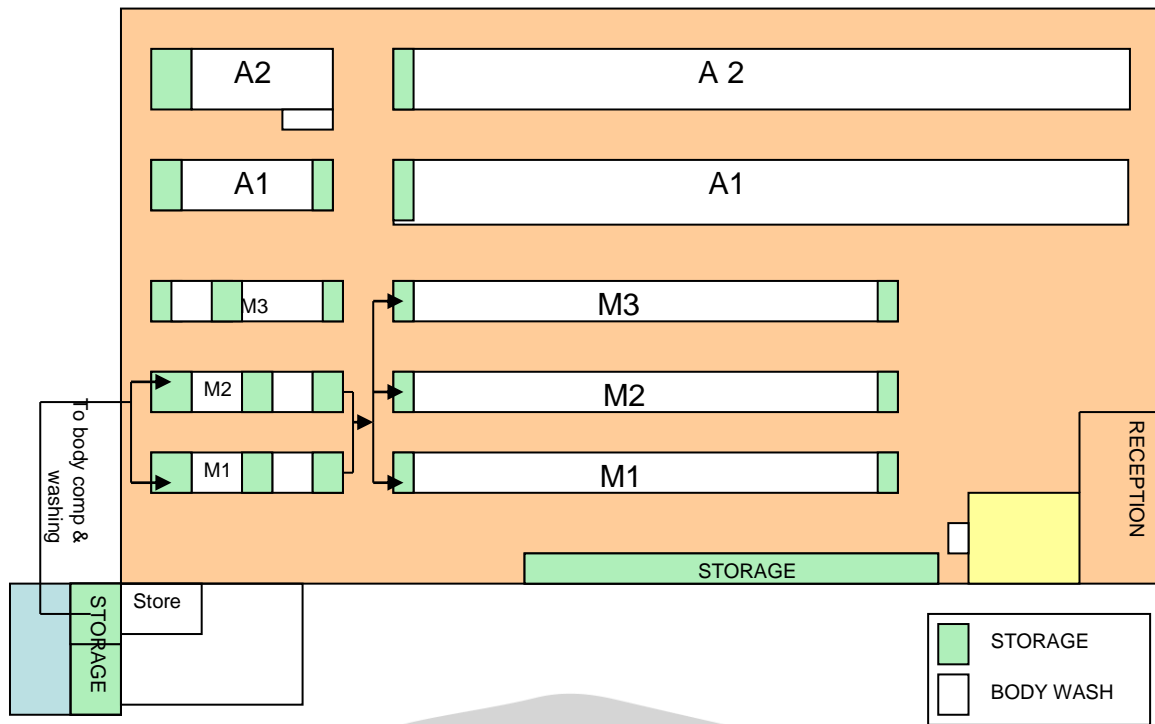 A2
A 2
A1
A1
M3
M3
M2
M2
M1
M1
To body comp &
washing
RECEPTION
STORAGE
STORAGE
Store
STORAGE
BODY WASH